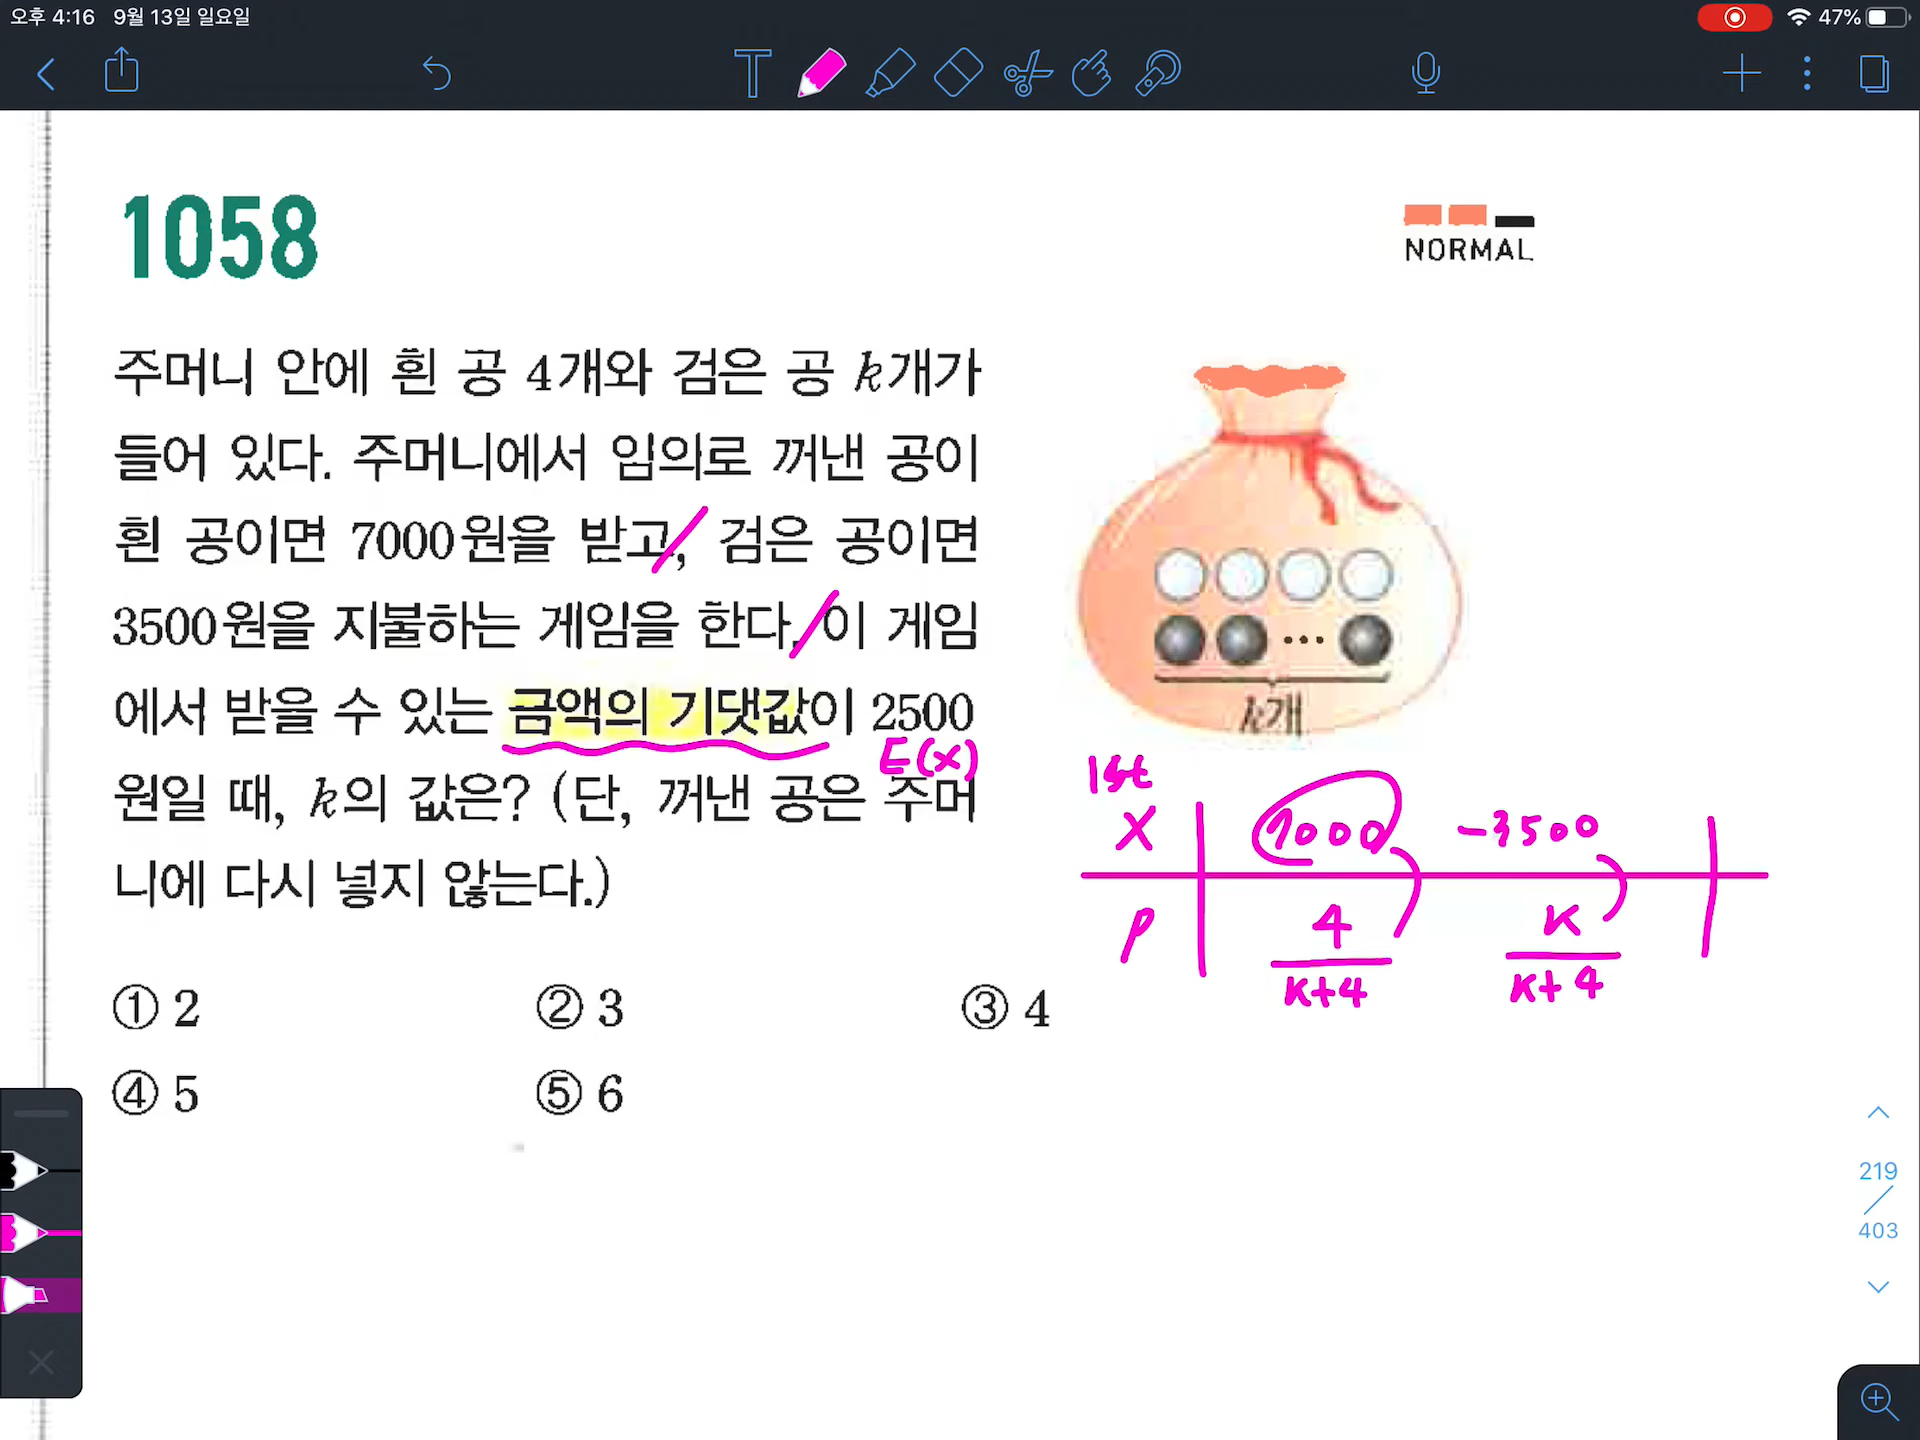 오후 4:16 9월 13일 일요일
47%
1058
NORMAL
주머니 안에 흰 공 4개와 검은 공 k개가
들어 있다. 주머니에서 임의로 꺼낸 공이
흰 공이면 7000원을 받고, 검은 공이면
3500원을 지불하는 게임을 한다. 이 게임
에서 받을 수 있는 금액의 기댓값이 2500
E(x)
원일 때, k의 값은? (단, 꺼낸 공은 주머
니에 다시 넣지 않는다.)
① 2 ② 3 ③ 4
④ 5 ⑤ 6
k개
1st
X 7000 -3500
P 4/K+4 K/K+4
219
/
403